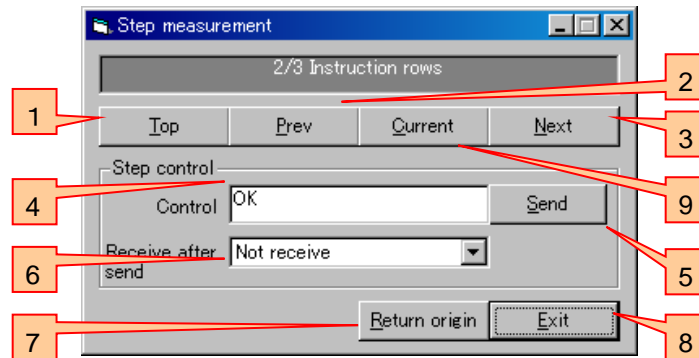 Step measurement
2/3 Instruction rows
2
1
Top Prev Current Next
3
Step control
4
Control OK Send
9
Receive after send Not receive
6
5
Return origin Exit
7
8